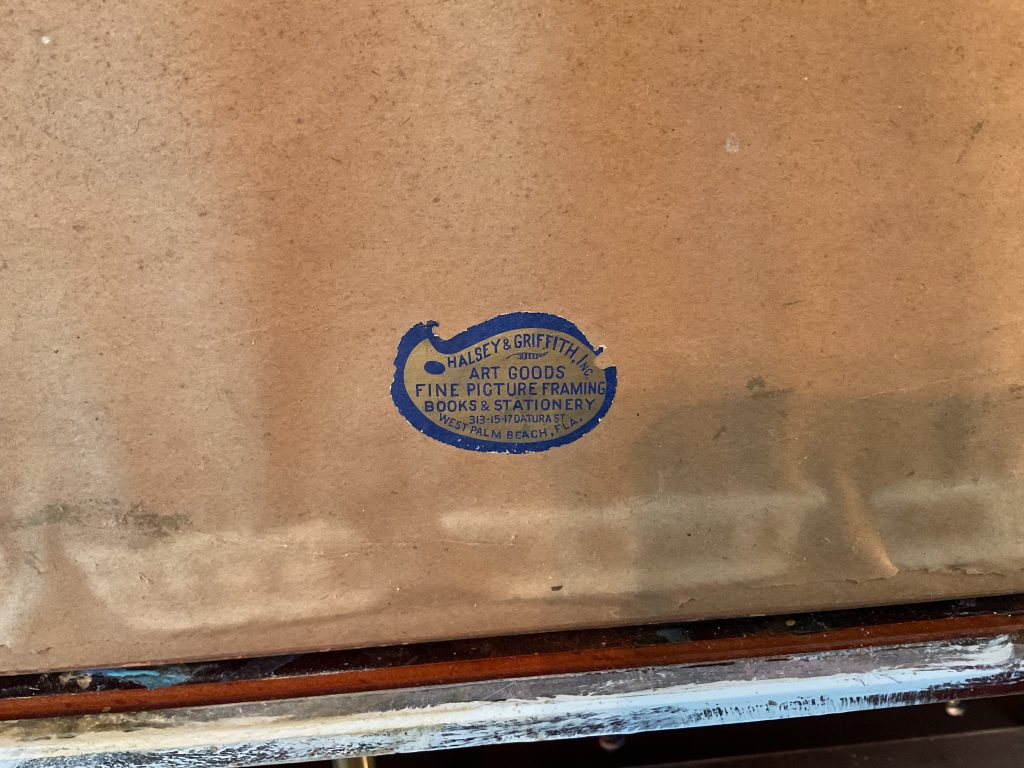 HALSEY & GRIFFITH, INC
ART GOODS
FINE PICTURE FRAMING
BOOKS & STATIONERY
313-15-17 DATURA ST
WEST PALM BEACH, FLA.